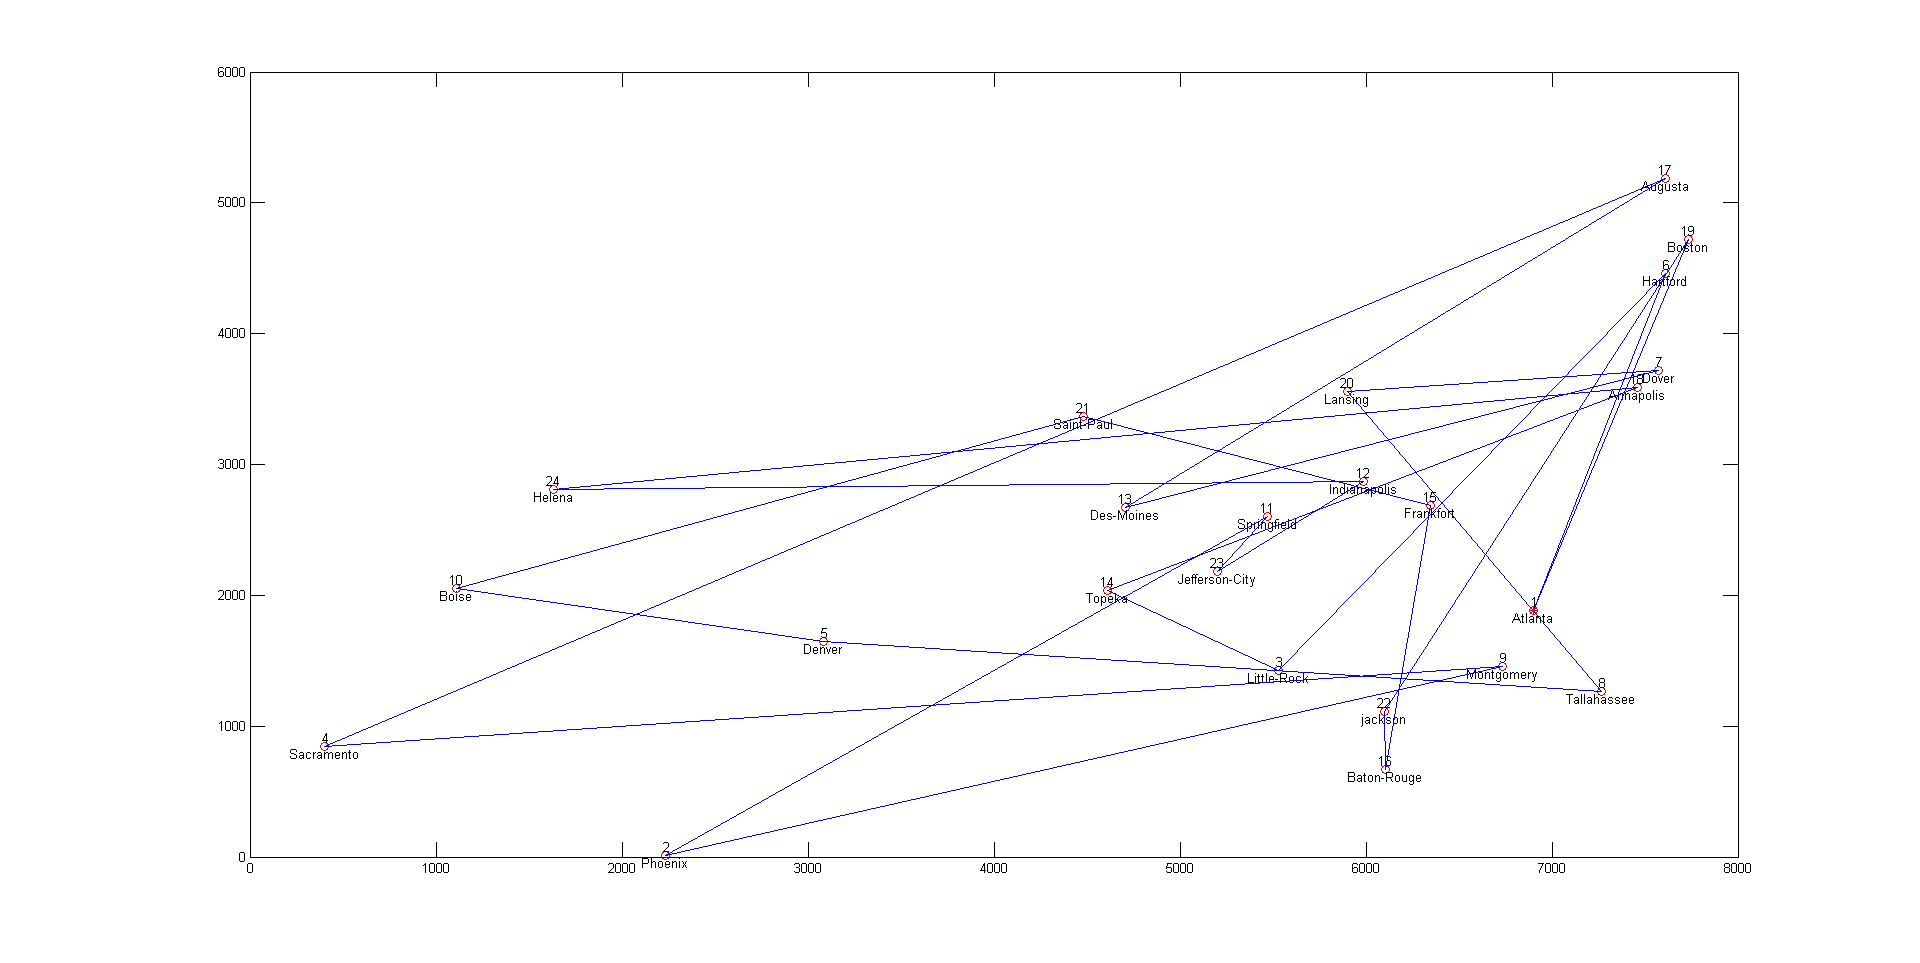 6000
17
Augusta
5000
19
Boston
6
Hartford
4000
7
Dover
20
18
Lansing
Annapolis
21
Saint-Paul
3000
24
Helena
12
Indianapolis
13
Des-Moines
15
Frankfort
11
Springfield
23
Jefferson-City
10
Boise
14
Topeka
2000
1
Atlanta
5
Denver
3
Little-Rock
9
Montgomery
8
Tallahassee
22
jackson
1000
4
Sacramento
16
Baton-Rouge
2
Phoenix
0
0 1000 2000 3000 4000 5000 6000 7000 8000